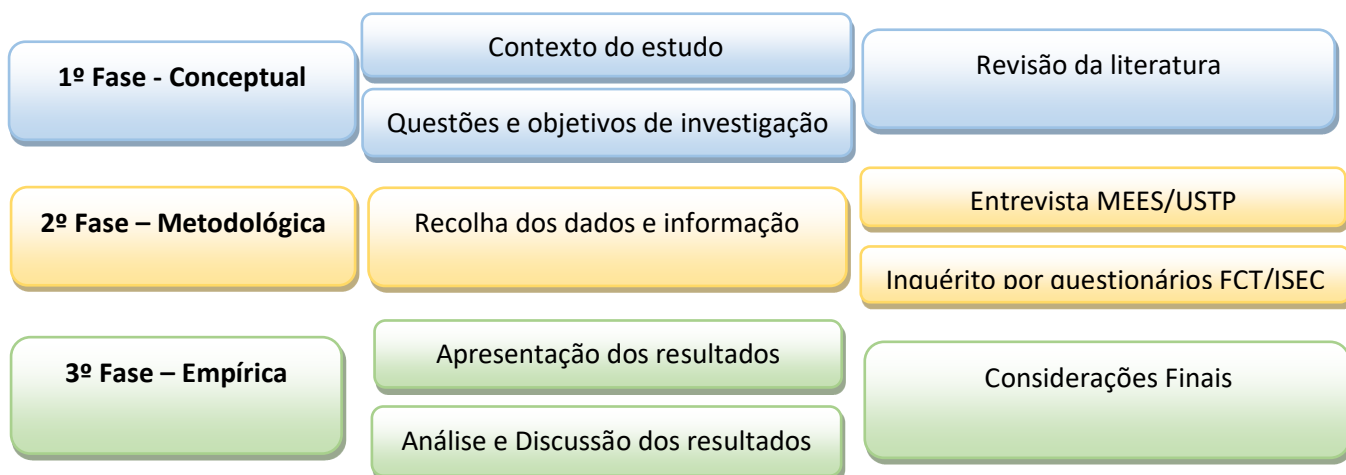 1º Fase - Conceptual
Contexto do estudo
Questões e objetivos de investigação
Revisão da literatura
2º Fase – Metodológica
Recolha dos dados e informação
Entrevista MEES/USTP
Inquérito por questionários FCT/ISEC
3º Fase – Empírica
Apresentação dos resultados
Análise e Discussão dos resultados
Considerações Finais